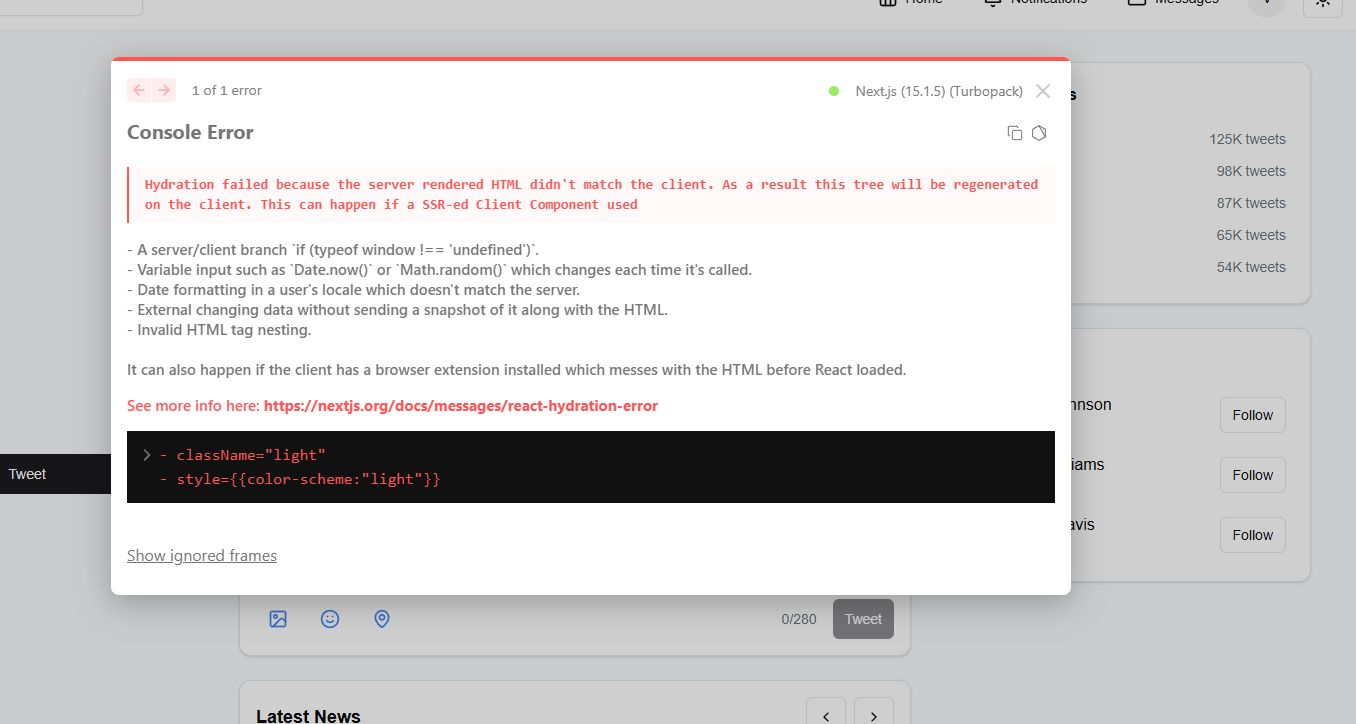 Home Notifications Messages
1 of 1 error
Next.js (15.1.5) (Turbopack)
Console Error
Hydration failed because the server rendered HTML didn't match the client. As a result this tree will be regenerated
on the client. This can happen if a SSR-ed Client Component used
- A server/client branch `if (typeof window !== 'undefined')`.
- Variable input such as `Date.now()` or `Math.random()` which changes each time it's called.
- Date formatting in a user's locale which doesn't match the server.
- External changing data without sending a snapshot of it along with the HTML.
- Invalid HTML tag nesting.
It can also happen if the client has a browser extension installed which messes with the HTML before React loaded.
See more info here: https://nextjs.org/docs/messages/react-hydration-error
- className="light"
- style={{color-scheme:"light"}}
Show ignored frames
s
125K tweets
98K tweets
87K tweets
65K tweets
54K tweets
nnson
Follow
iams
Follow
avis
Follow
Tweet
0/280
Tweet
Latest News